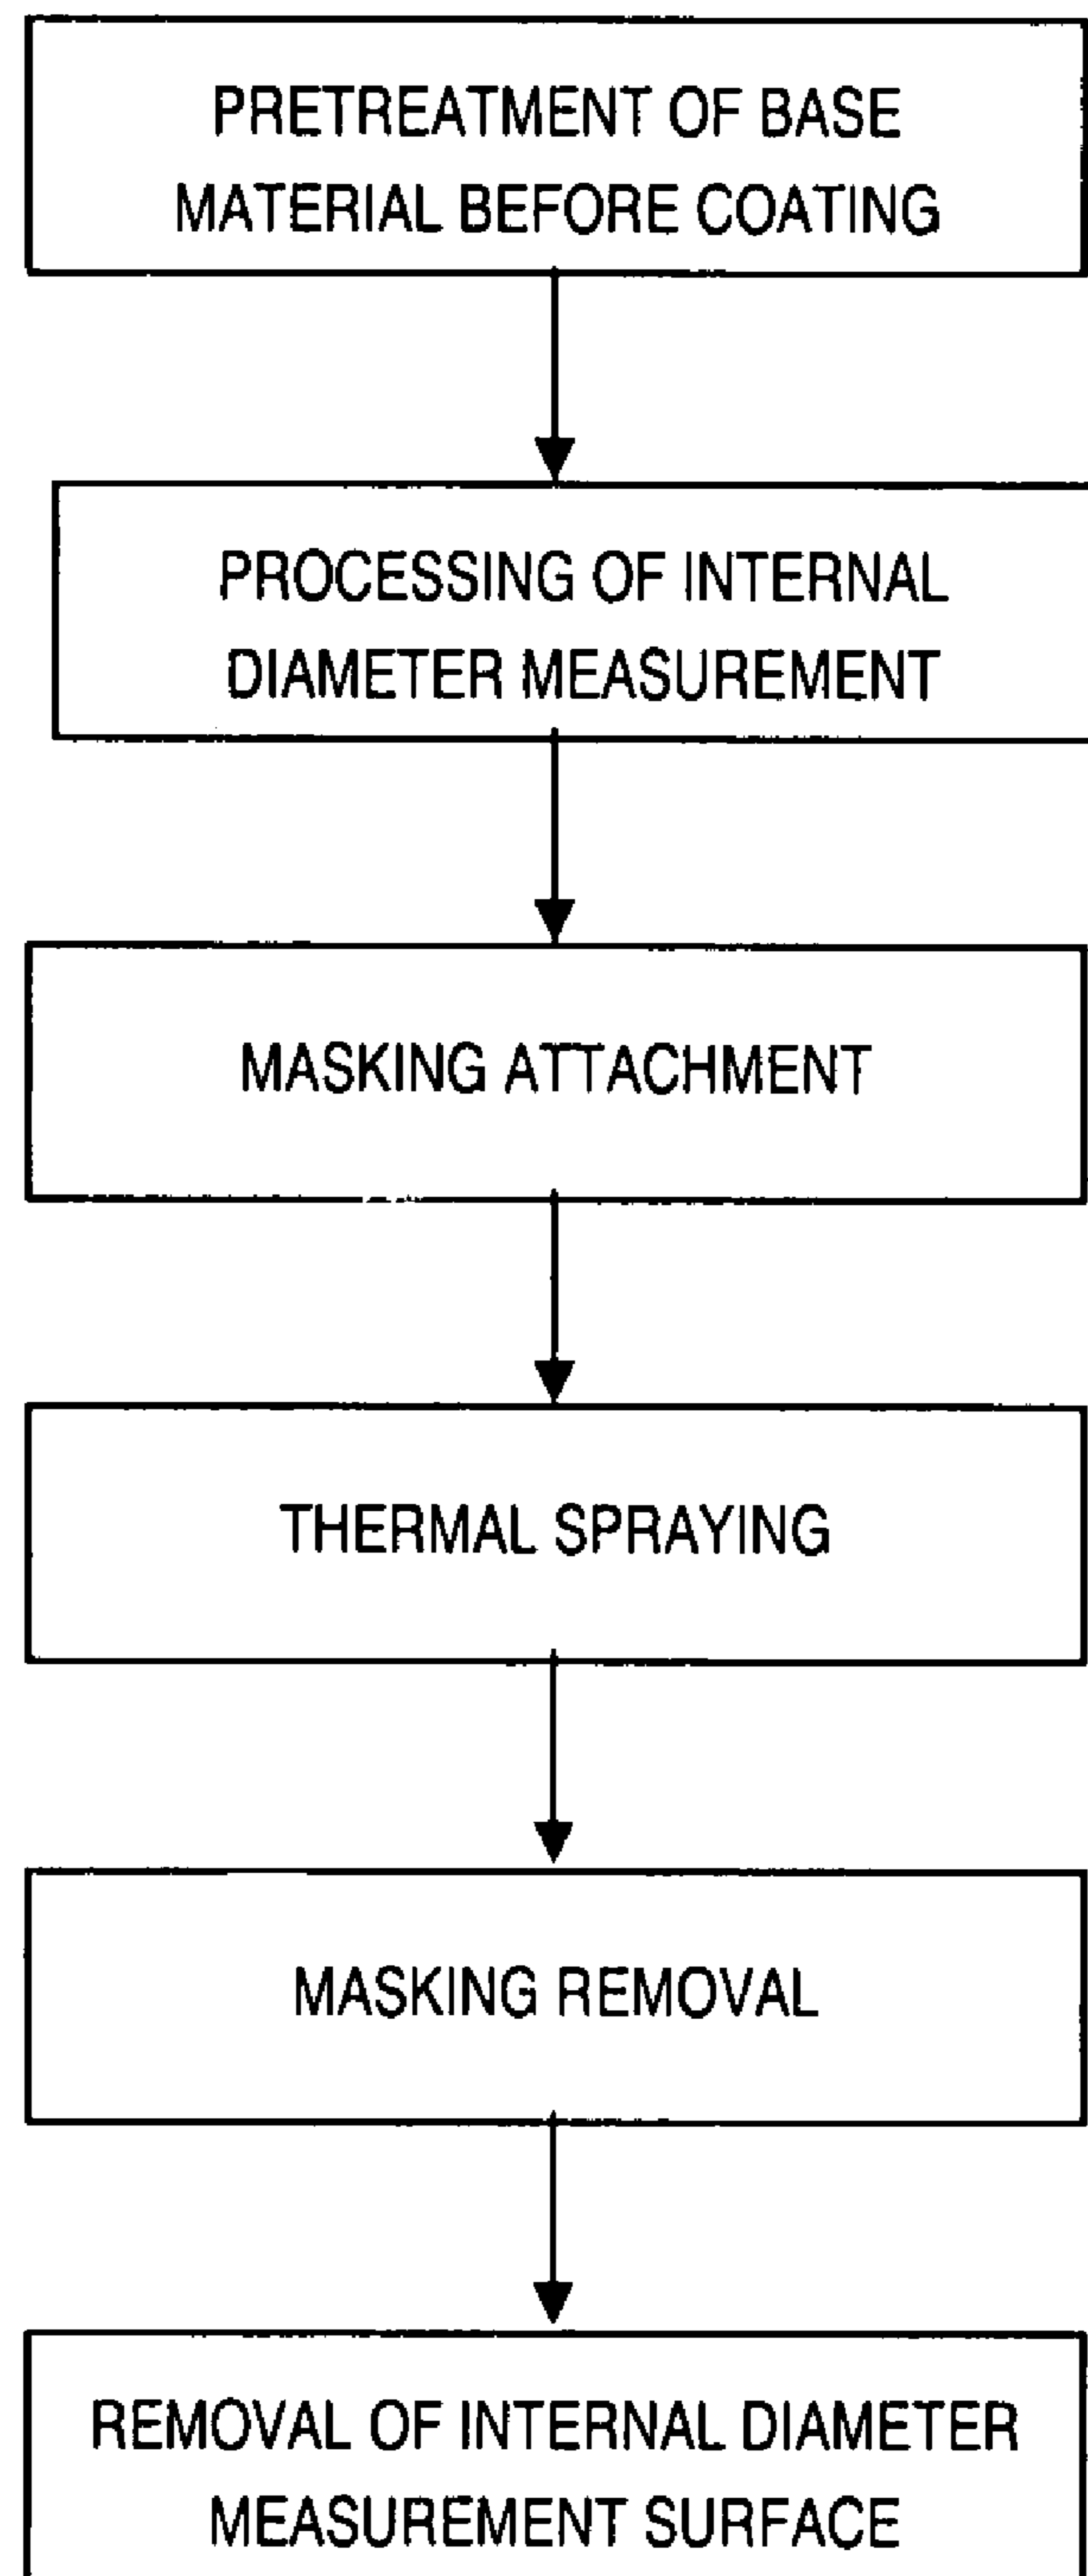 PRETREATMENT OF BASE
MATERIAL BEFORE COATING
PROCESSING OF INTERNAL
DIAMETER MEASUREMENT
MASKING ATTACHMENT
THERMAL SPRAYING
MASKING REMOVAL
REMOVAL OF INTERNAL DIAMETER
MEASUREMENT SURFACE